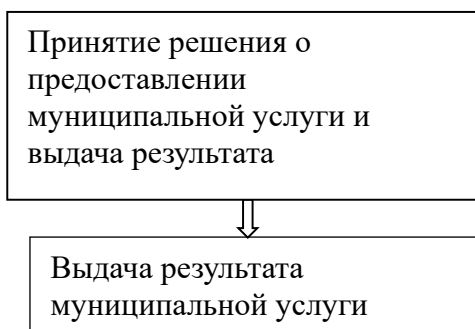 Принятие решения о
предоставлении
муниципальной услуги и
выдача результата
Выдача результата
муниципальной услуги